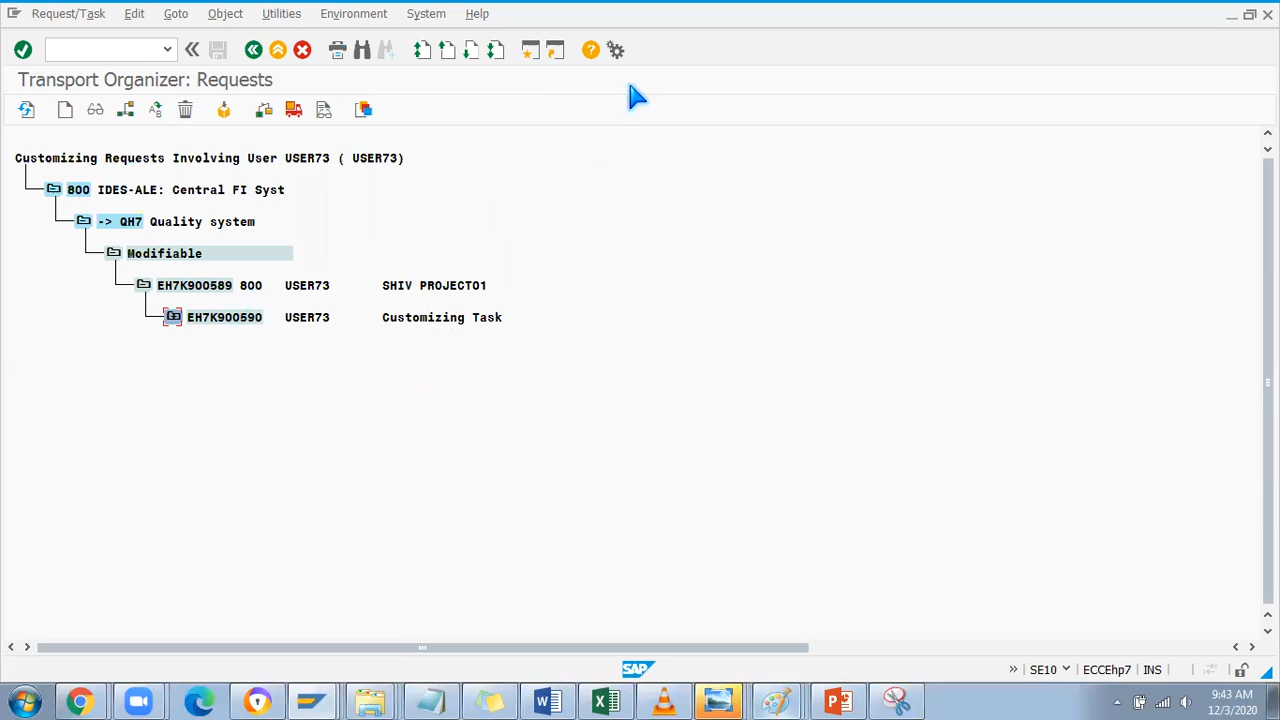 Request/Task Edit Goto Object Utilities Environment System Help
Transport Organizer: Requests
Customizing Requests Involving User USER73 ( USER73)
800 IDES-ALE: Central FI Syst
-> QH7 Quality system
Modifiable
EH7K900589 800 USER73 SHIV PROJECT01
EH7K900590 USER73 Customizing Task
SAP
» SE10 ECCEhp7 INS
9:43 AM
12/3/2020